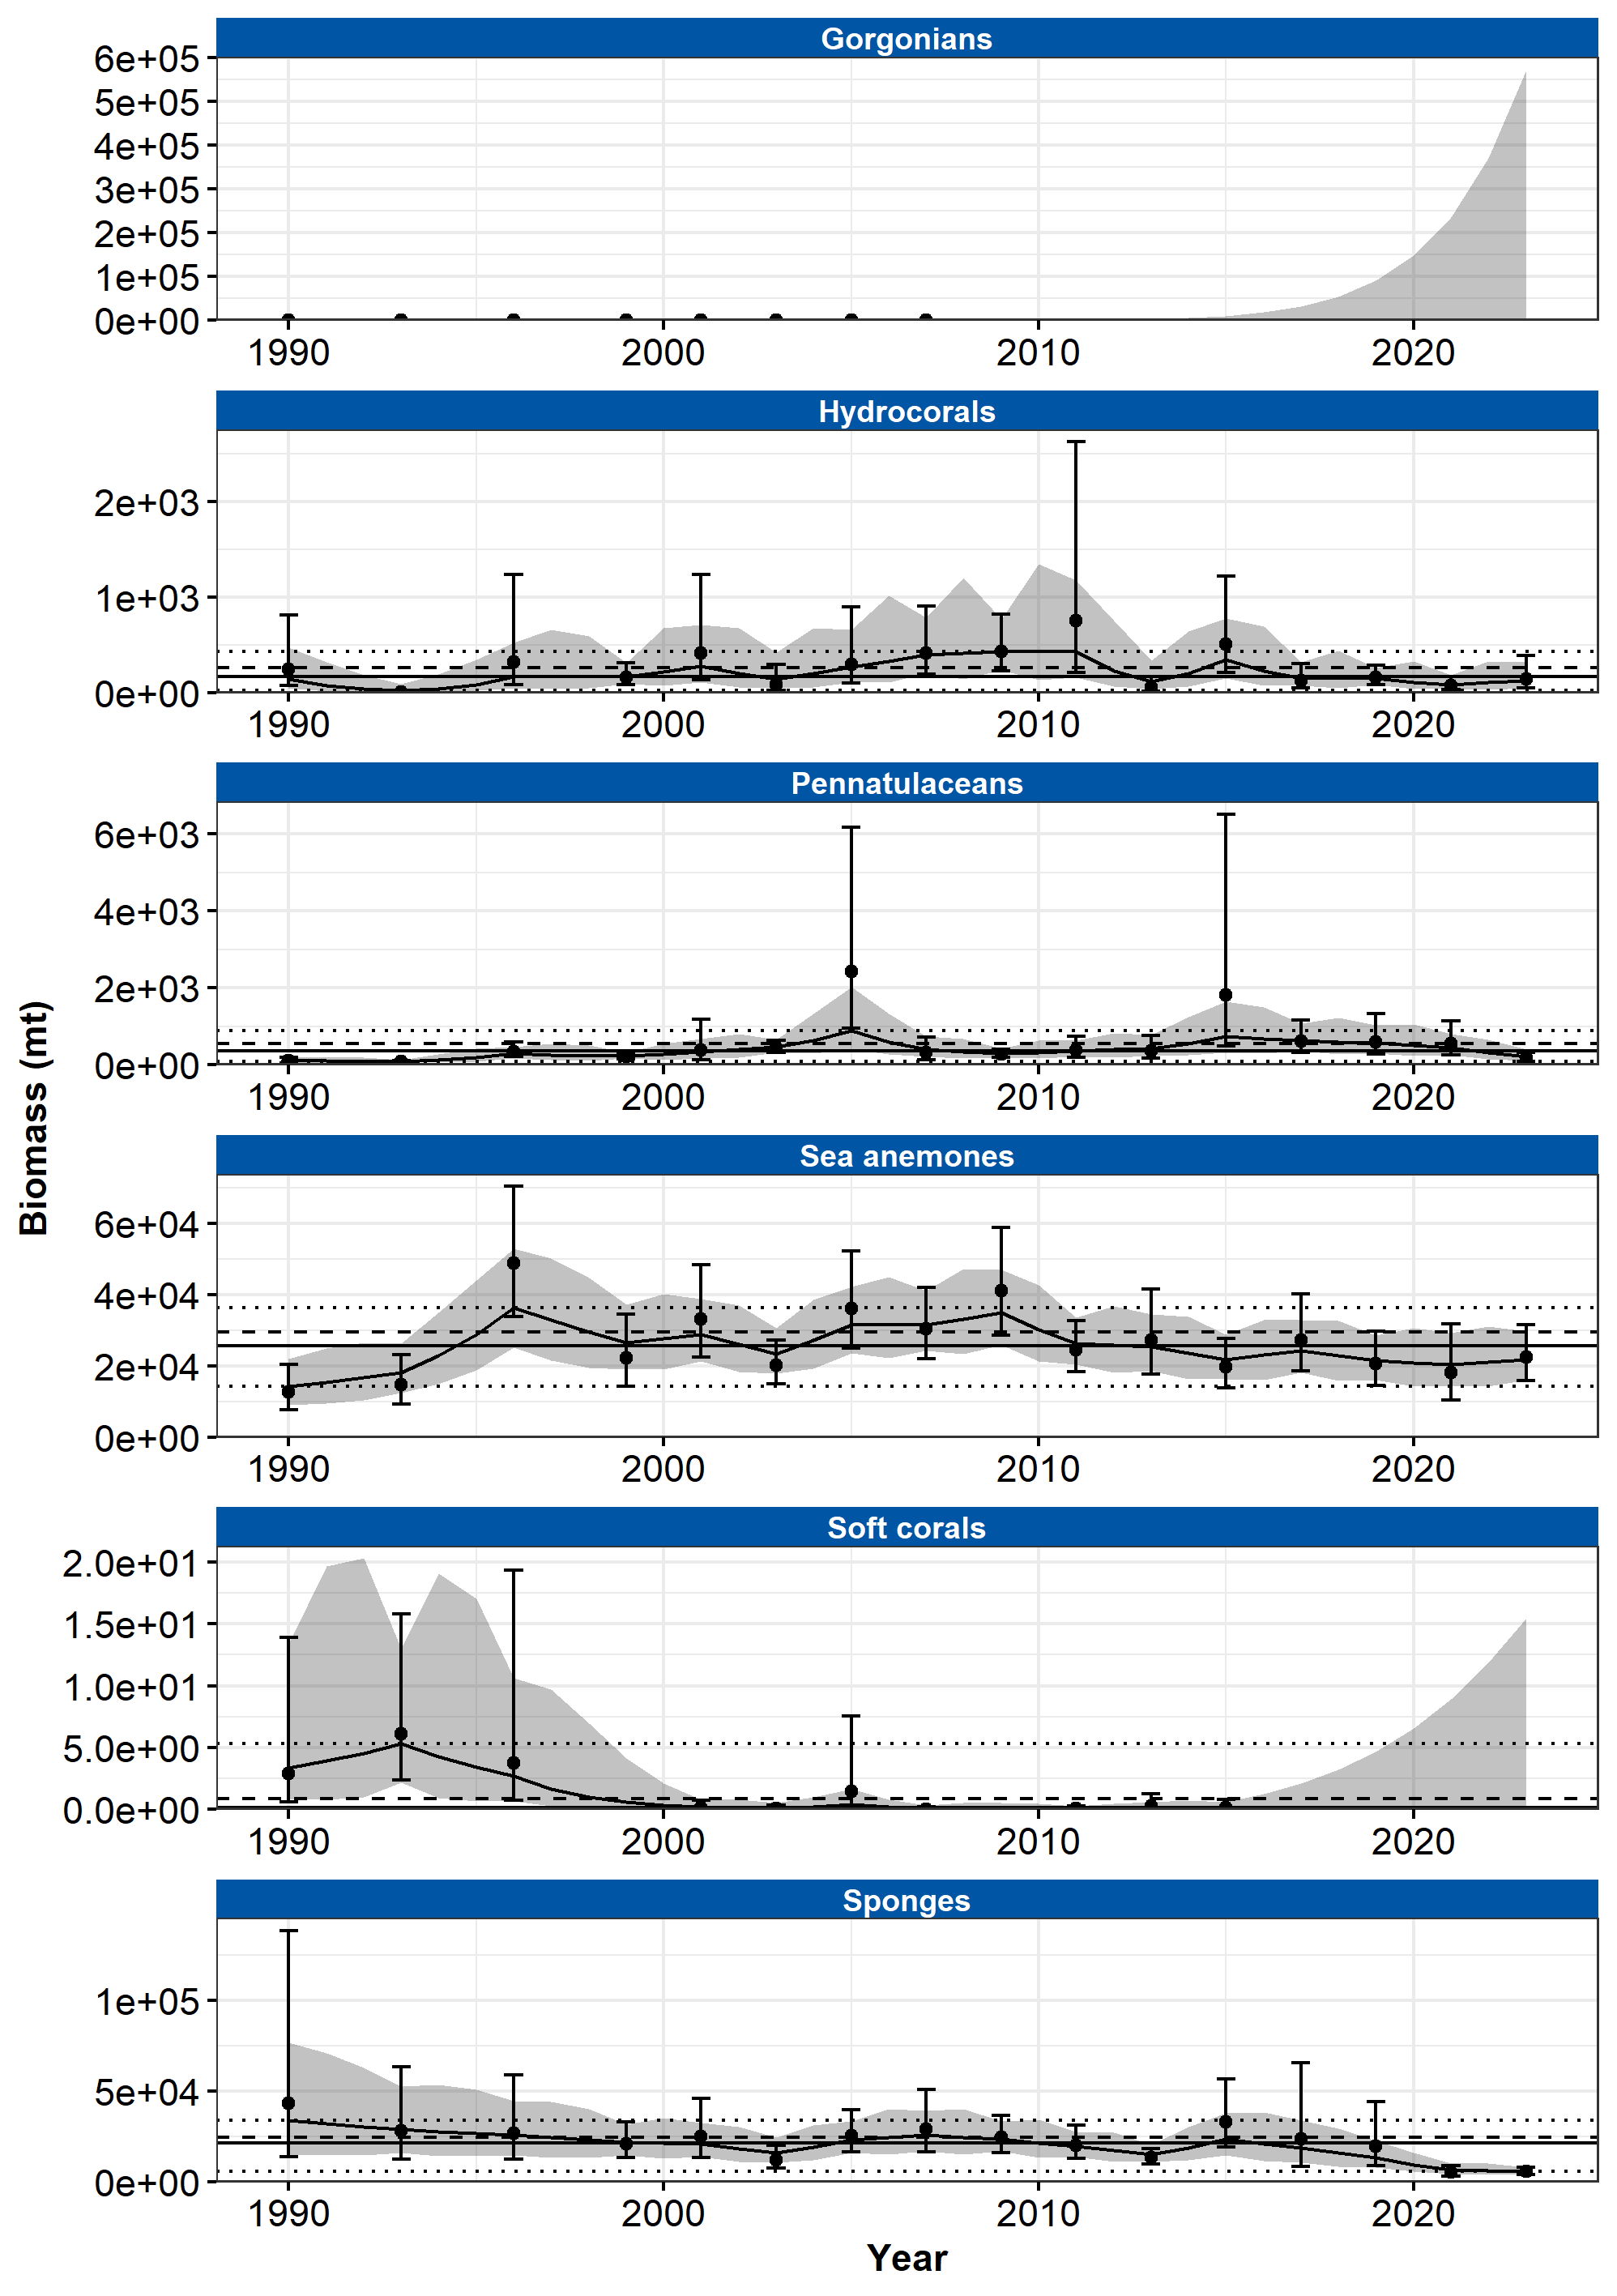 Gorgonians
6e+05
5e+05
4e+05
3e+05
2e+05
1e+05
0e+00
1990 2000 2010 2020
Hydrocorals
2e+03
1e+03
0e+00
1990 2000 2010 2020
Pennatulaceans
6e+03
4e+03
2e+03
0e+00
1990 2000 2010 2020
Biomass (mt)
Sea anemones
6e+04
4e+04
2e+04
0e+00
1990 2000 2010 2020
Soft corals
2.0e+01
1.5e+01
1.0e+01
5.0e+00
0.0e+00
1990 2000 2010 2020
Sponges
1e+05
5e+04
0e+00
1990 2000 2010 2020
Year